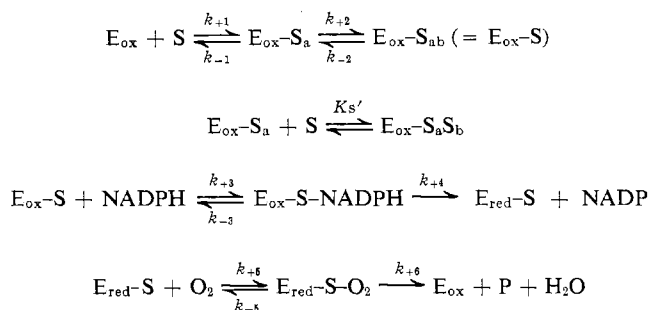 E_ox + S ⇌ (k_+1 / k_−1) E_ox–S_a ⇌ (k_+2 / k_−2) E_ox–S_ab (= E_ox–S)
E_ox–S_a + S ⇌ (Ks′) E_ox–S_aS_b
E_ox–S + NADPH ⇌ (k_+3 / k_−3) E_ox–S–NADPH → (k_+4) E_red–S + NADP
E_red–S + O_2 ⇌ (k_+5 / k_−5) E_red–S–O_2 → (k_+6) E_ox + P + H_2O